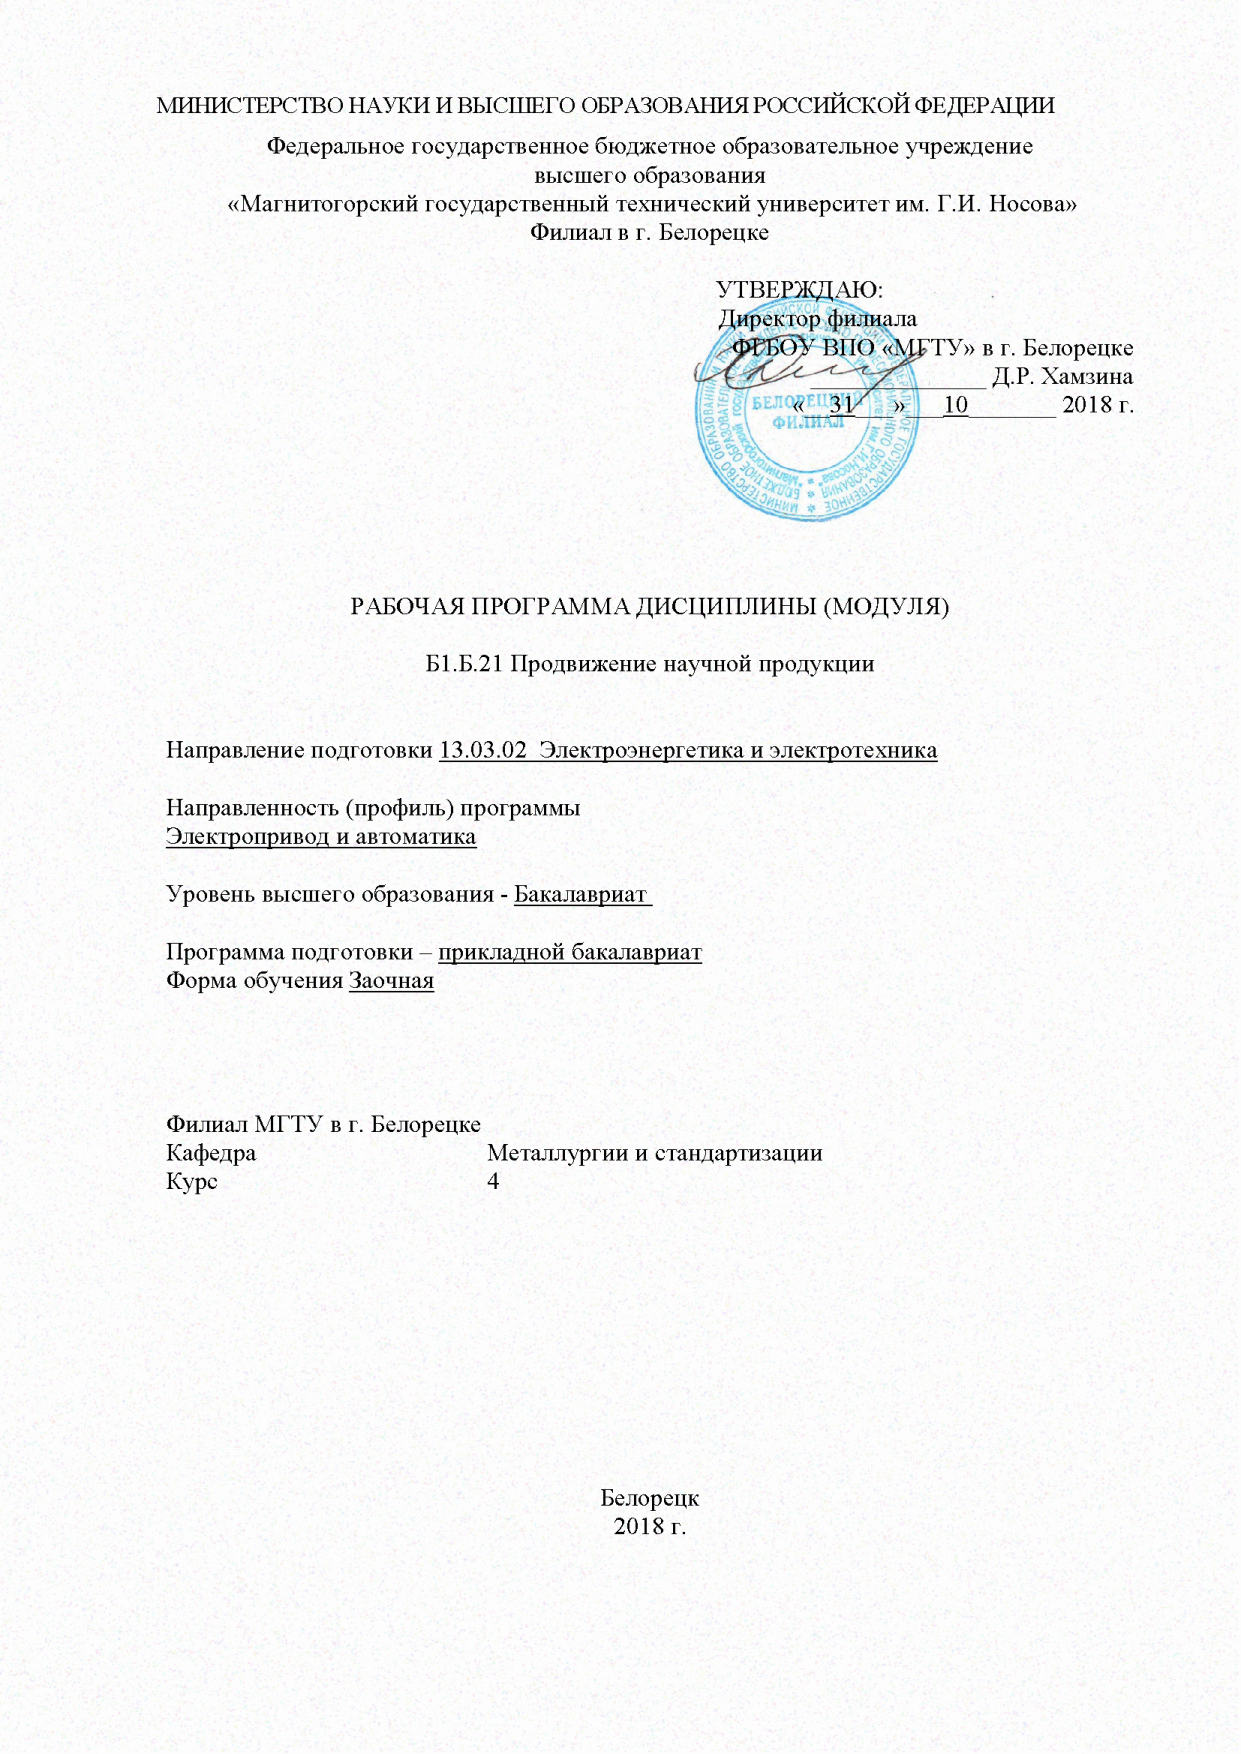 МИНИСТЕРСТВО НАУКИ И ВЫСШЕГО ОБРАЗОВАНИЯ РОССИЙСКОЙ ФЕДЕРАЦИИ
Федеральное государственное бюджетное образовательное учреждение
высшего образования
«Магнитогорский государственный технический университет им. Г.И. Носова»
Филиал в г. Белорецке
УТВЕРЖДАЮ:
Директор филиала
ФГБОУ ВПО «МГТУ» в г. Белорецке
______________ Д.Р. Хамзина
«__31___»___10_______ 2018 г.
БЕЛОРЕЦКИЙ
ФИЛИАЛ
РАБОЧАЯ ПРОГРАММА ДИСЦИПЛИНЫ (МОДУЛЯ)
Б1.Б.21 Продвижение научной продукции
Направление подготовки 13.03.02 Электроэнергетика и электротехника
Направленность (профиль) программы
Электропривод и автоматика
Уровень высшего образования - Бакалавриат
Программа подготовки – прикладной бакалавриат
Форма обучения Заочная
Филиал МГТУ в г. Белорецке
Кафедра Металлургии и стандартизации
Курс 4
Белорецк
2018 г.